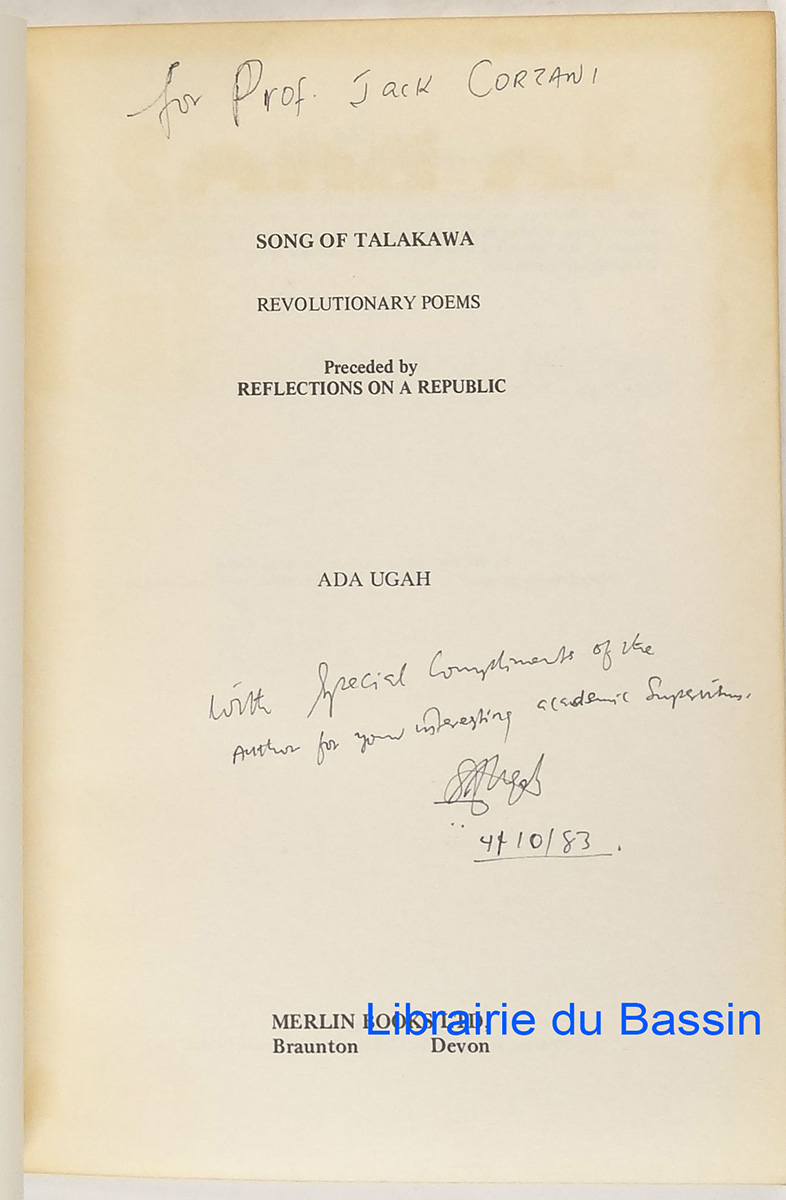 for Prof. Jack CORZANI
SONG OF TALAKAWA
REVOLUTIONARY POEMS
Preceded by
REFLECTIONS ON A REPUBLIC
ADA UGAH
With Special Compliments of the
Author for your interesting academic Supervision.
4/10/83.
MERLIN BOOKS LTD.
Braunton Devon
Librairie du Bassin